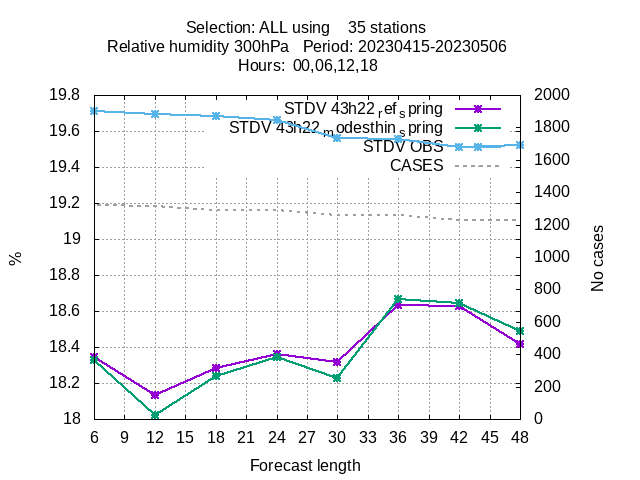 Selection: ALL using 35 stations
Relative humidity 300hPa Period: 20230415-20230506
Hours: 00,06,12,18
STDV 43h22ref_spring
STDV 43h22modesthin_spring
STDV OBS
CASES
19.8
19.6
19.4
19.2
19
18.8
18.6
18.4
18.2
18
%
2000
1800
1600
1400
1200
1000
800
600
400
200
0
No cases
6 9 12 15 18 21 24 27 30 33 36 39 42 45 48
Forecast length